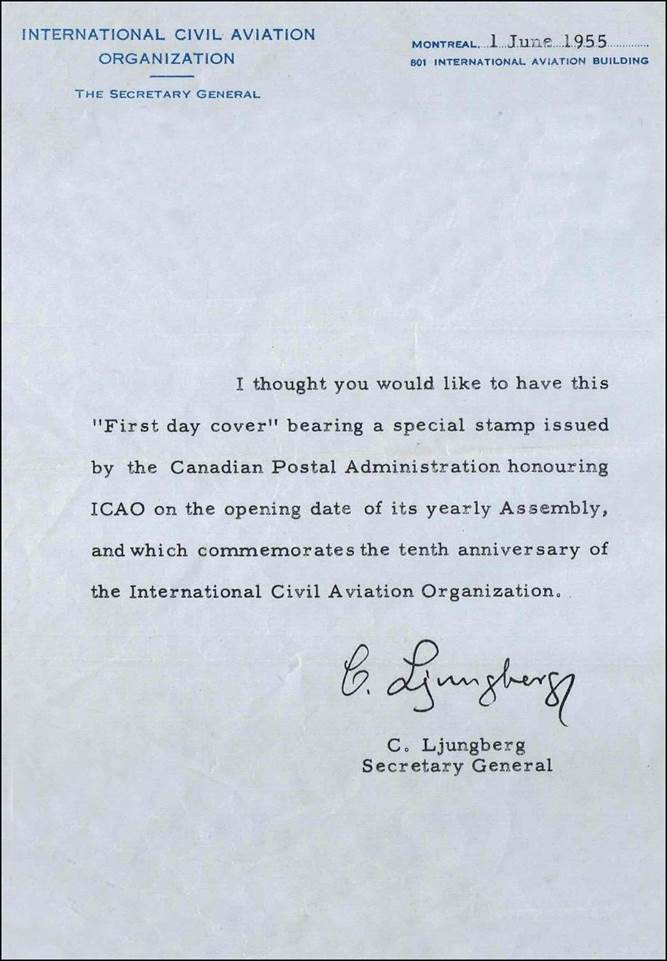 INTERNATIONAL CIVIL AVIATION
ORGANIZATION
THE SECRETARY GENERAL
MONTREAL, 1 June 1955
801 INTERNATIONAL AVIATION BUILDING
I thought you would like to have this
"First day cover" bearing a special stamp issued
by the Canadian Postal Administration honouring
ICAO on the opening date of its yearly Assembly,
and which commemorates the tenth anniversary of
the International Civil Aviation Organization.
C. Ljungberg
C. Ljungberg
Secretary General